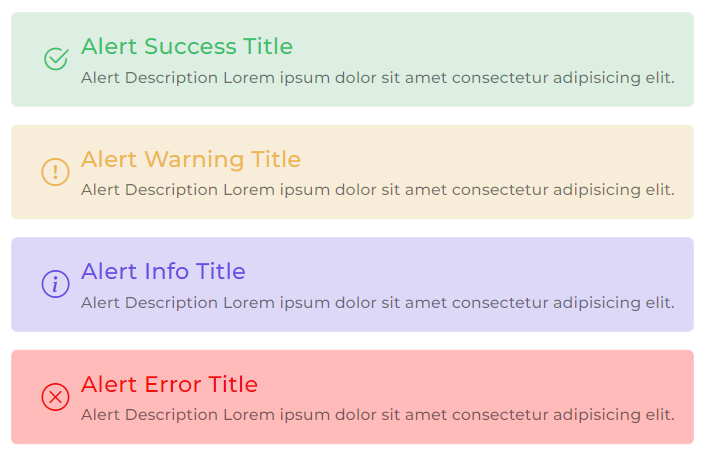 Alert Success Title
Alert Description Lorem ipsum dolor sit amet consectetur adipisicing elit.
Alert Warning Title
Alert Description Lorem ipsum dolor sit amet consectetur adipisicing elit.
Alert Info Title
Alert Description Lorem ipsum dolor sit amet consectetur adipisicing elit.
Alert Error Title
Alert Description Lorem ipsum dolor sit amet consectetur adipisicing elit.